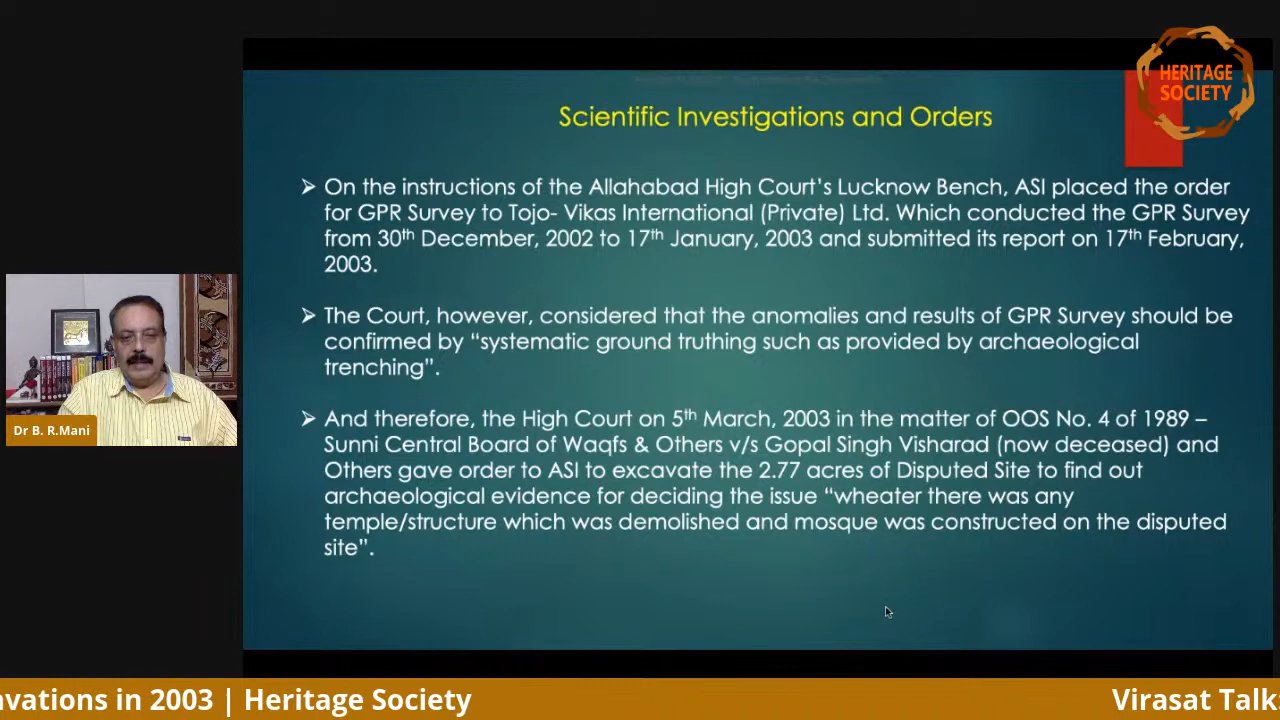 HERITAGE
SOCIETY
Scientific Investigations and Orders
➢ On the instructions of the Allahabad High Court’s Lucknow Bench, ASI placed the order
for GPR Survey to Tojo- Vikas International (Private) Ltd. Which conducted the GPR Survey
from 30th December, 2002 to 17th January, 2003 and submitted its report on 17th February,
2003.
➢ The Court, however, considered that the anomalies and results of GPR Survey should be
confirmed by “systematic ground truthing such as provided by archaeological
trenching”.
➢ And therefore, the High Court on 5th March, 2003 in the matter of OOS No. 4 of 1989 –
Sunni Central Board of Waqfs & Others v/s Gopal Singh Visharad (now deceased) and
Others gave order to ASI to excavate the 2.77 acres of Disputed Site to find out
archaeological evidence for deciding the issue “wheater there was any
temple/structure which was demolished and mosque was constructed on the disputed
site”.
Dr B. R.Mani
avations in 2003 | Heritage Society
Virasat Talks